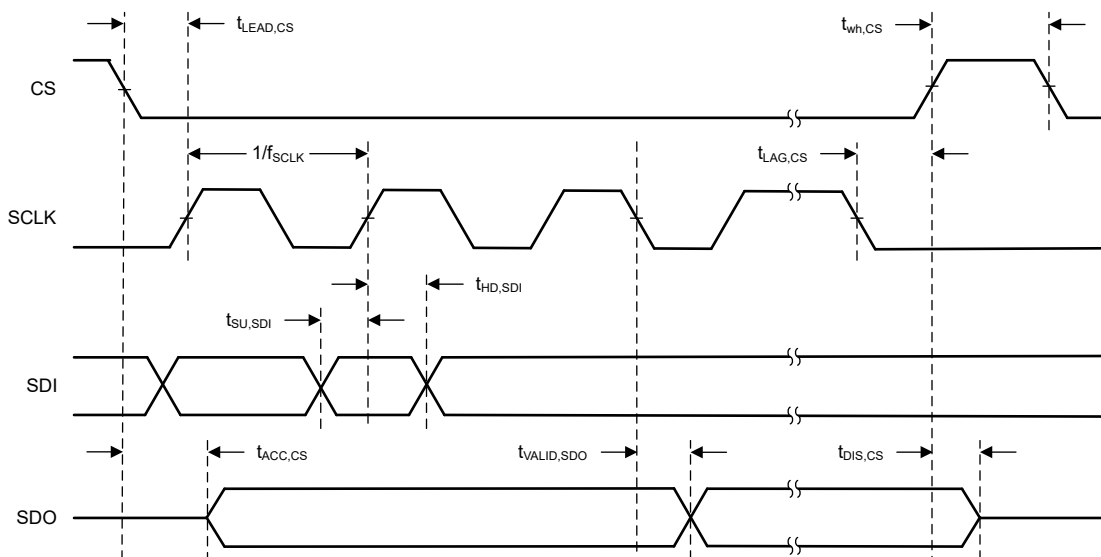 tLEAD,CS
twh,CS
CS
1/fSCLK
tLAG,CS
SCLK
tHD,SDI
tSU,SDI
SDI
tACC,CS
tVALID,SDO
tDIS,CS
SDO